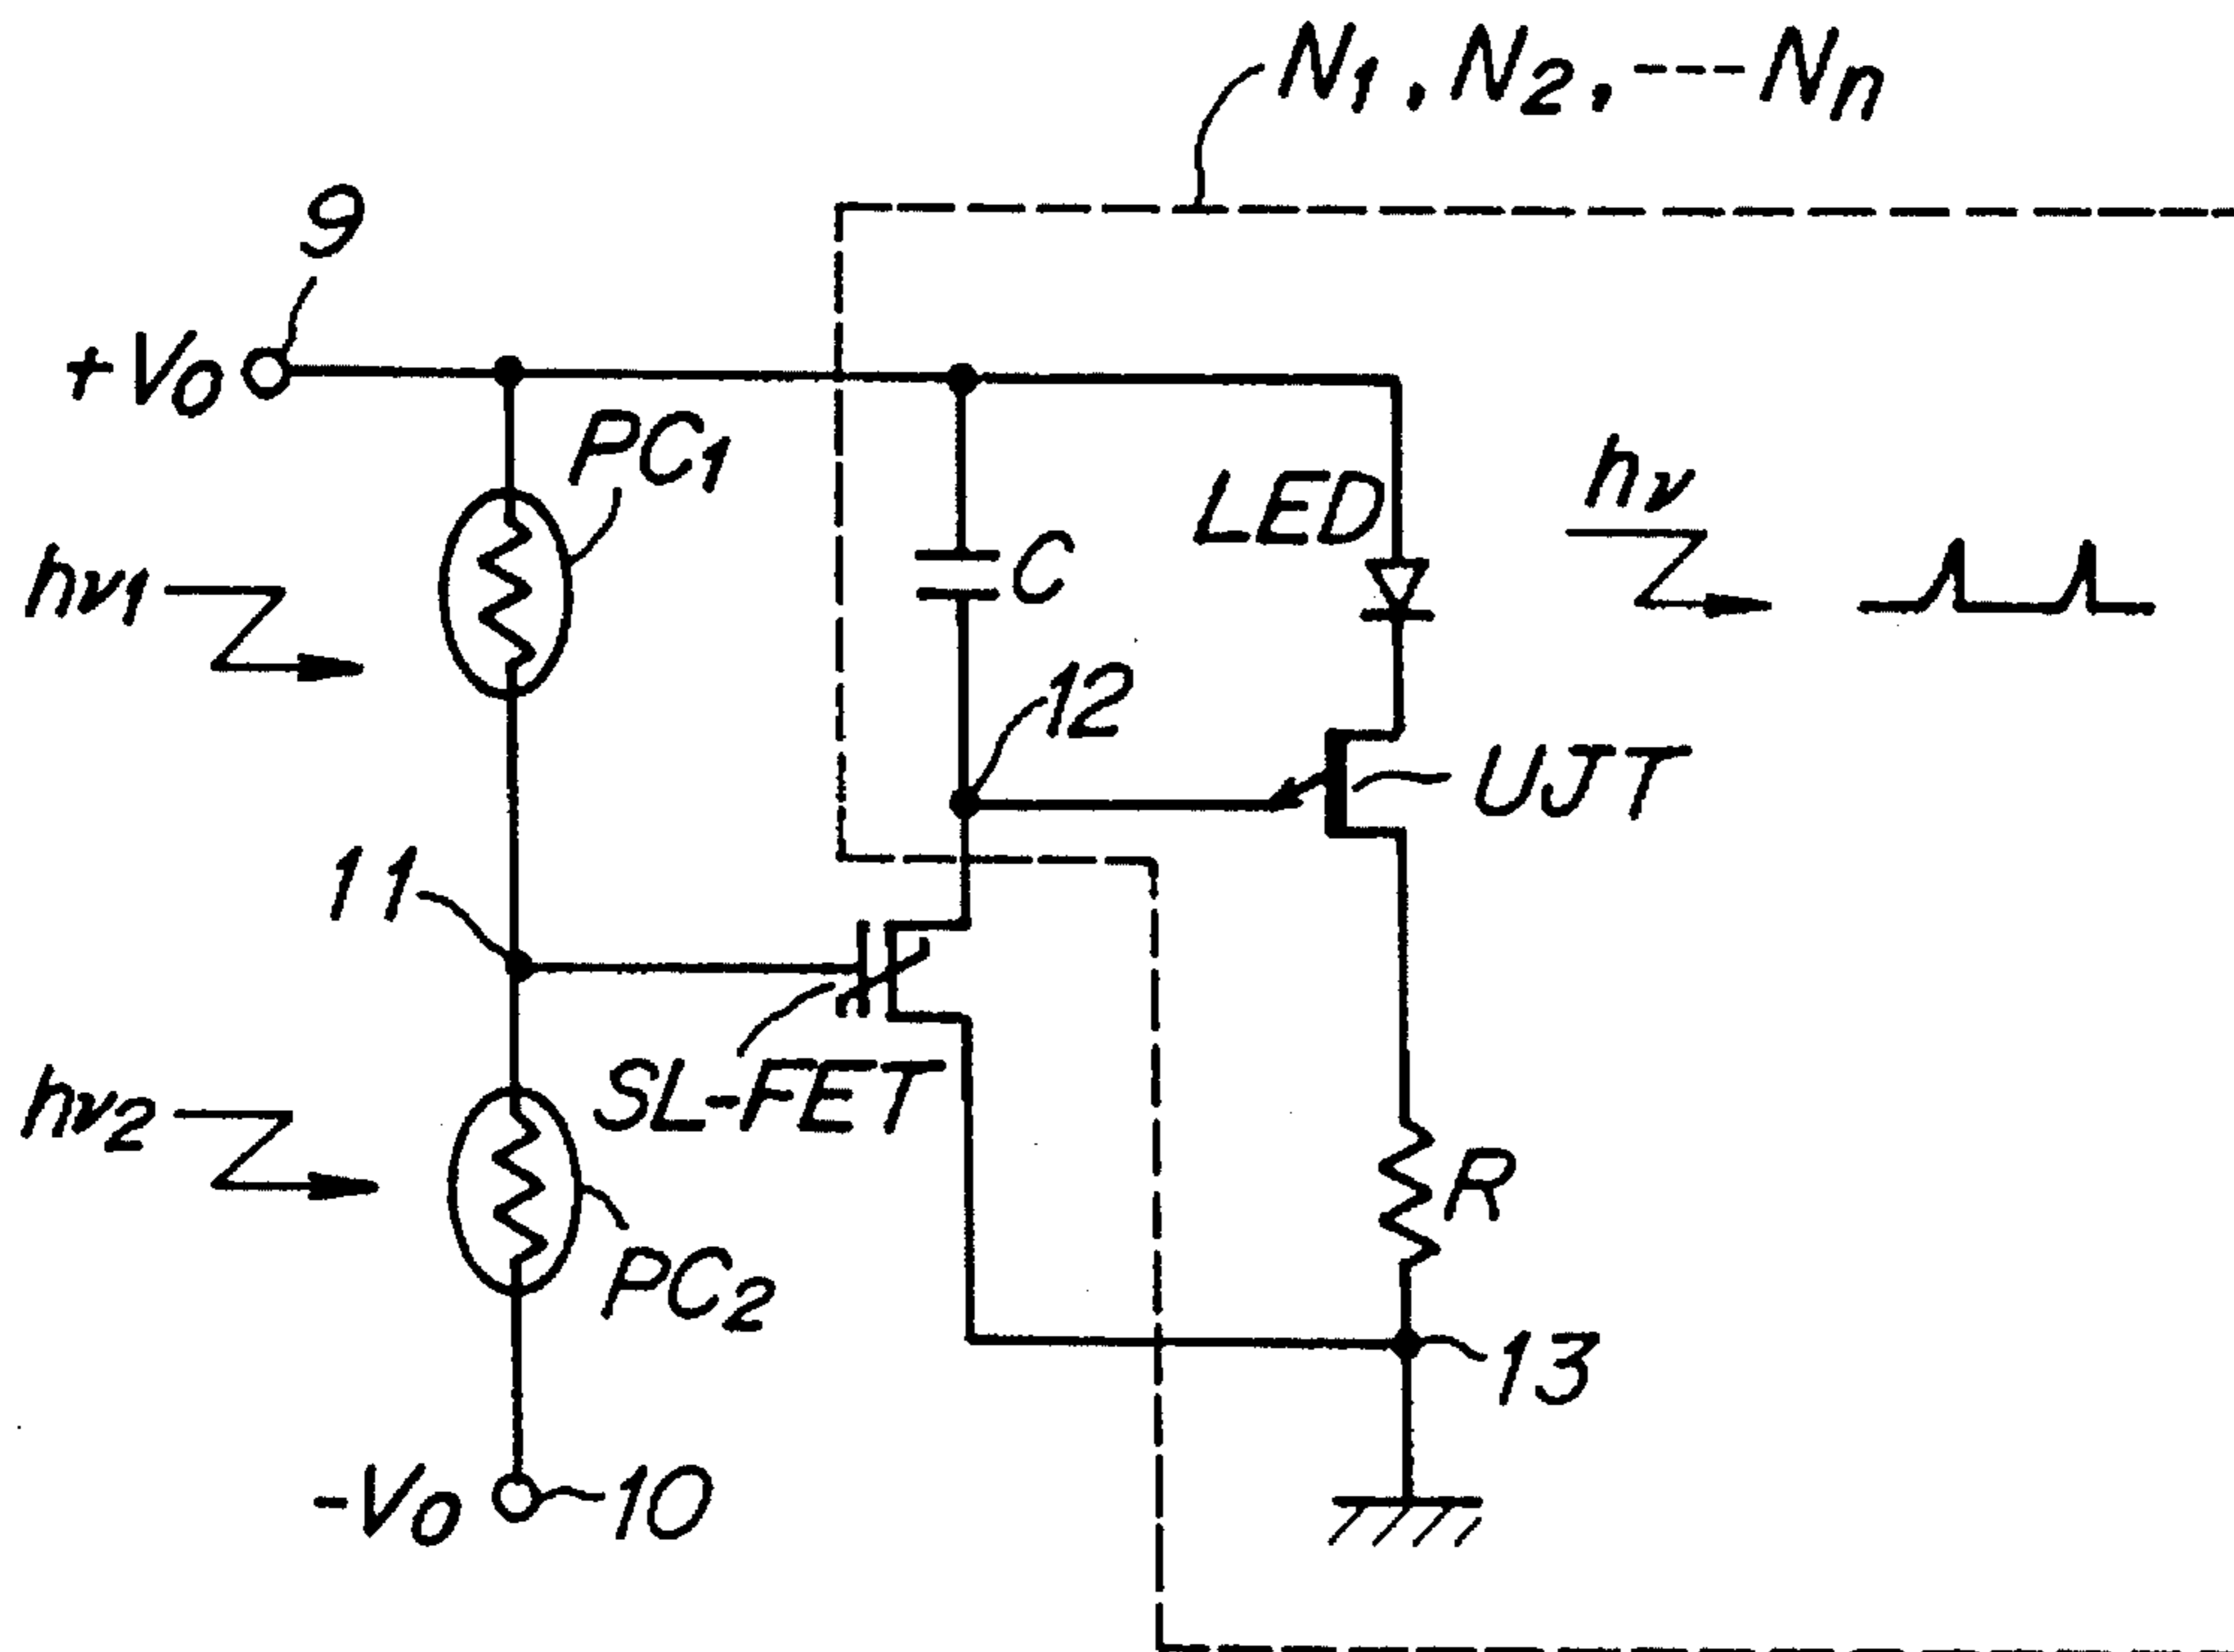 N1, N2, ---Nn
9
+V0
PC1
hν1
LED
hν
C
12
UJT
11
SL-FET
hν2
PC2
R
13
-V0
10